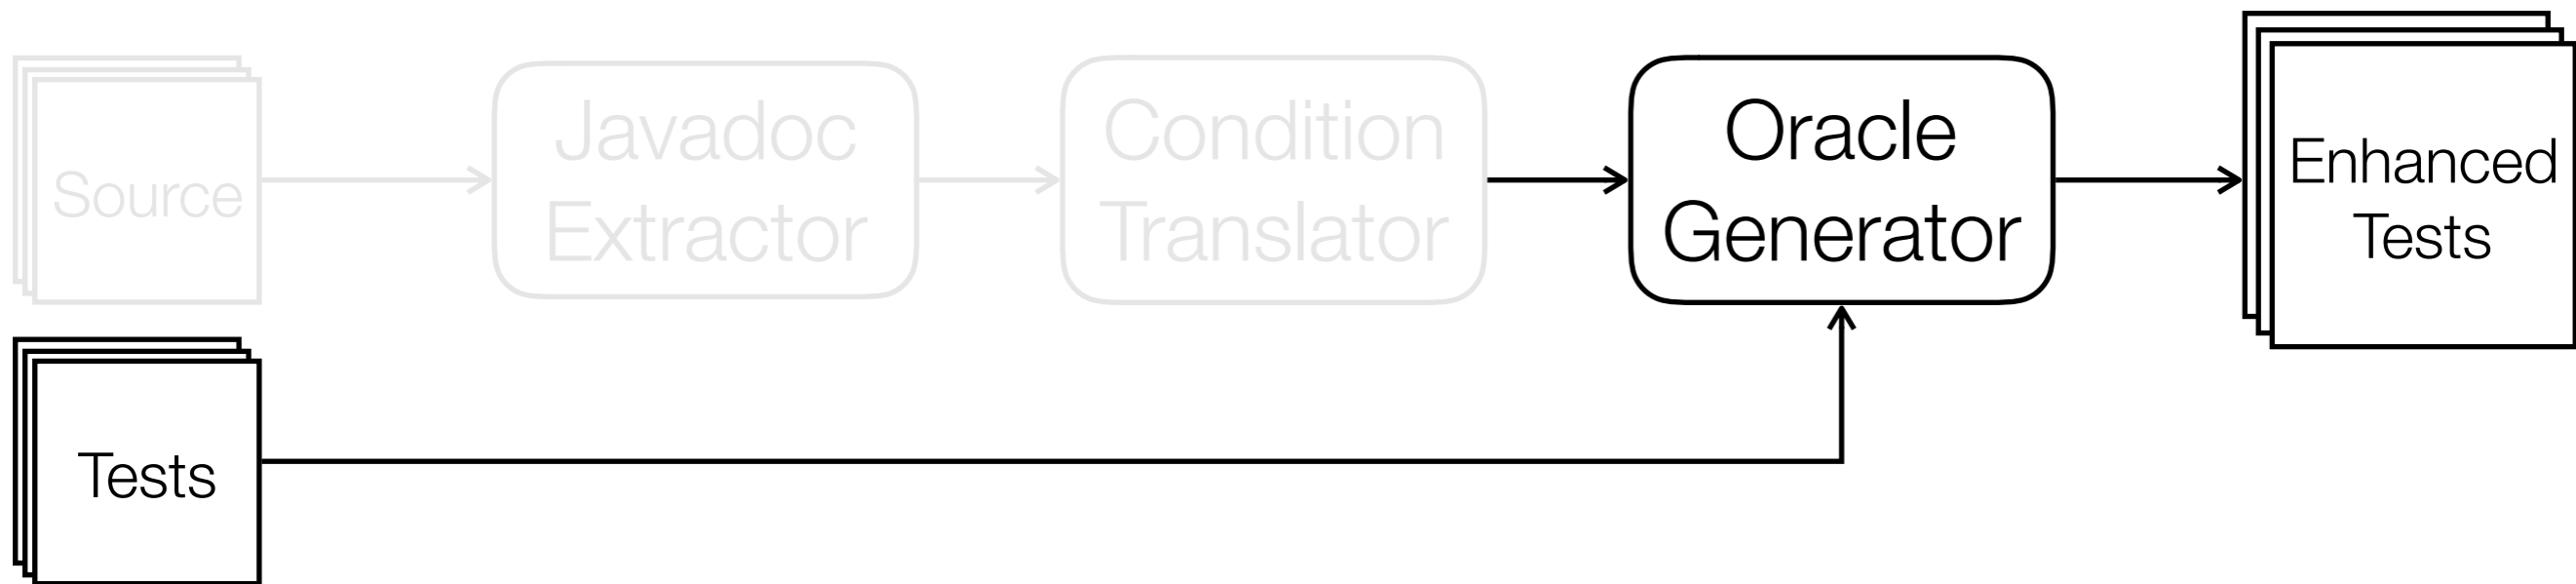 Source
Javadoc
Extractor
Condition
Translator
Oracle
Generator
Enhanced
Tests
Tests